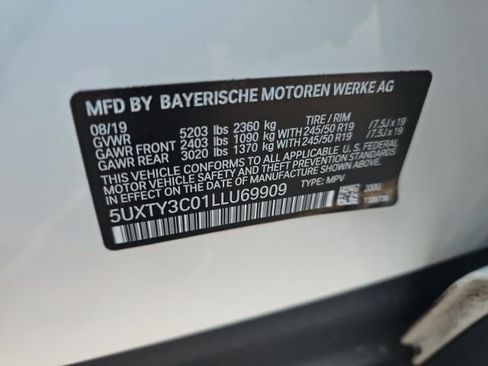 MFD BY BAYERISCHE MOTOREN WERKE AG
08/19 TIRE / RIM
GVWR 5203 lbs 2360 kg
GAWR FRONT 2403 lbs 1090 kg WITH 245/50 R19 /7.5J x 19
GAWR REAR 3020 lbs 1370 kg WITH 245/50 R19 /7.5J x 19
THIS VEHICLE CONFORMS TO ALL APPLICABLE U. S. FEDERAL
MOTOR VEHICLE SAFETY, BUMPER, AND THEFT PREVENTION STANDARDS
IN EFFECT ON THE DATE OF MANUFACTURE SHOWN ABOVE.
5UXTY3C01LLU69909 TYPE: MPV